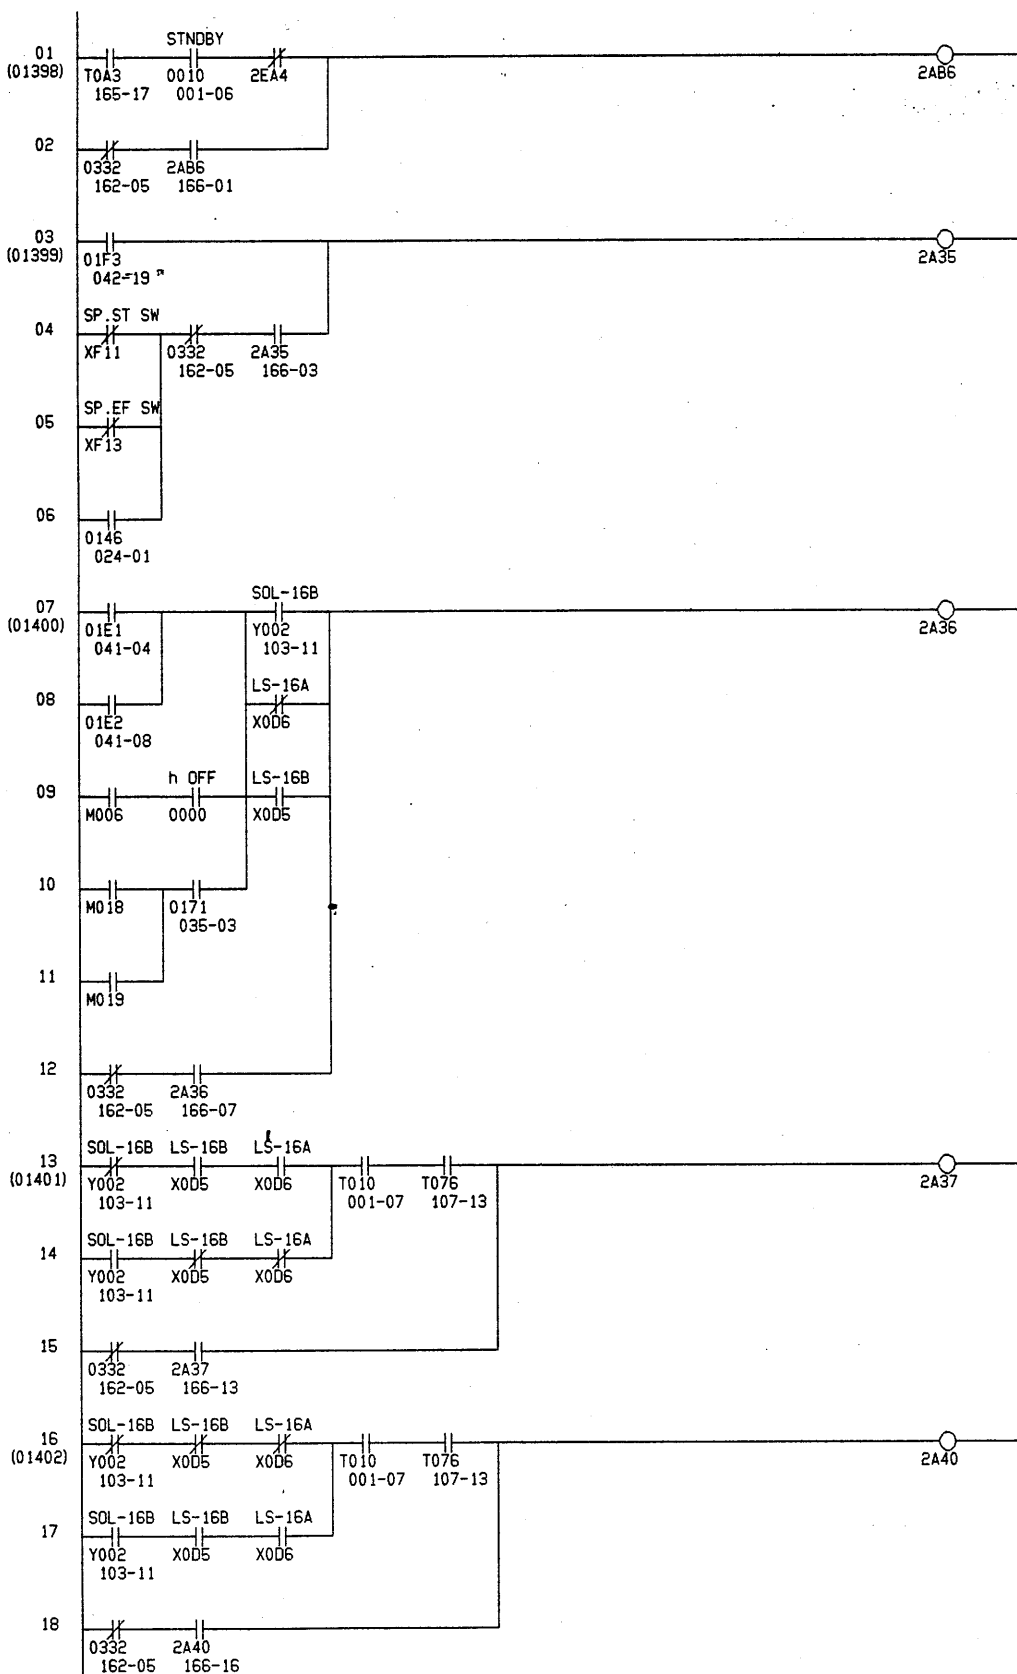 STNDBY
01
(01398)
T0A3 0010 2EA4 2AB6
165-17 001-06
02
0332 2AB6
162-05 166-01
03
(01399)
01F3 2A35
042-19
SP.ST SW
04
XF11 0332 2A35
162-05 166-03
SP.EF SW
05
XF13
06
0146
024-01
SOL-16B
07
(01400)
01E1 Y002 2A36
041-04 103-11
LS-16A
08
01E2 X0D6
041-08
h OFF LS-16B
09
M006 0000 X0D5
10
M018 0171
035-03
11
M019
12
0332 2A36
162-05 166-07
SOL-16B LS-16B LS-16A
13
(01401)
Y002 X0D5 X0D6 T010 T076 2A37
103-11 001-07 107-13
SOL-16B LS-16B LS-16A
14
Y002 X0D5 X0D6
103-11
15
0332 2A37
162-05 166-13
SOL-16B LS-16B LS-16A
16
(01402)
Y002 X0D5 X0D6 T010 T076 2A40
103-11 001-07 107-13
SOL-16B LS-16B LS-16A
17
Y002 X0D5 X0D6
103-11
18
0332 2A40
162-05 166-16